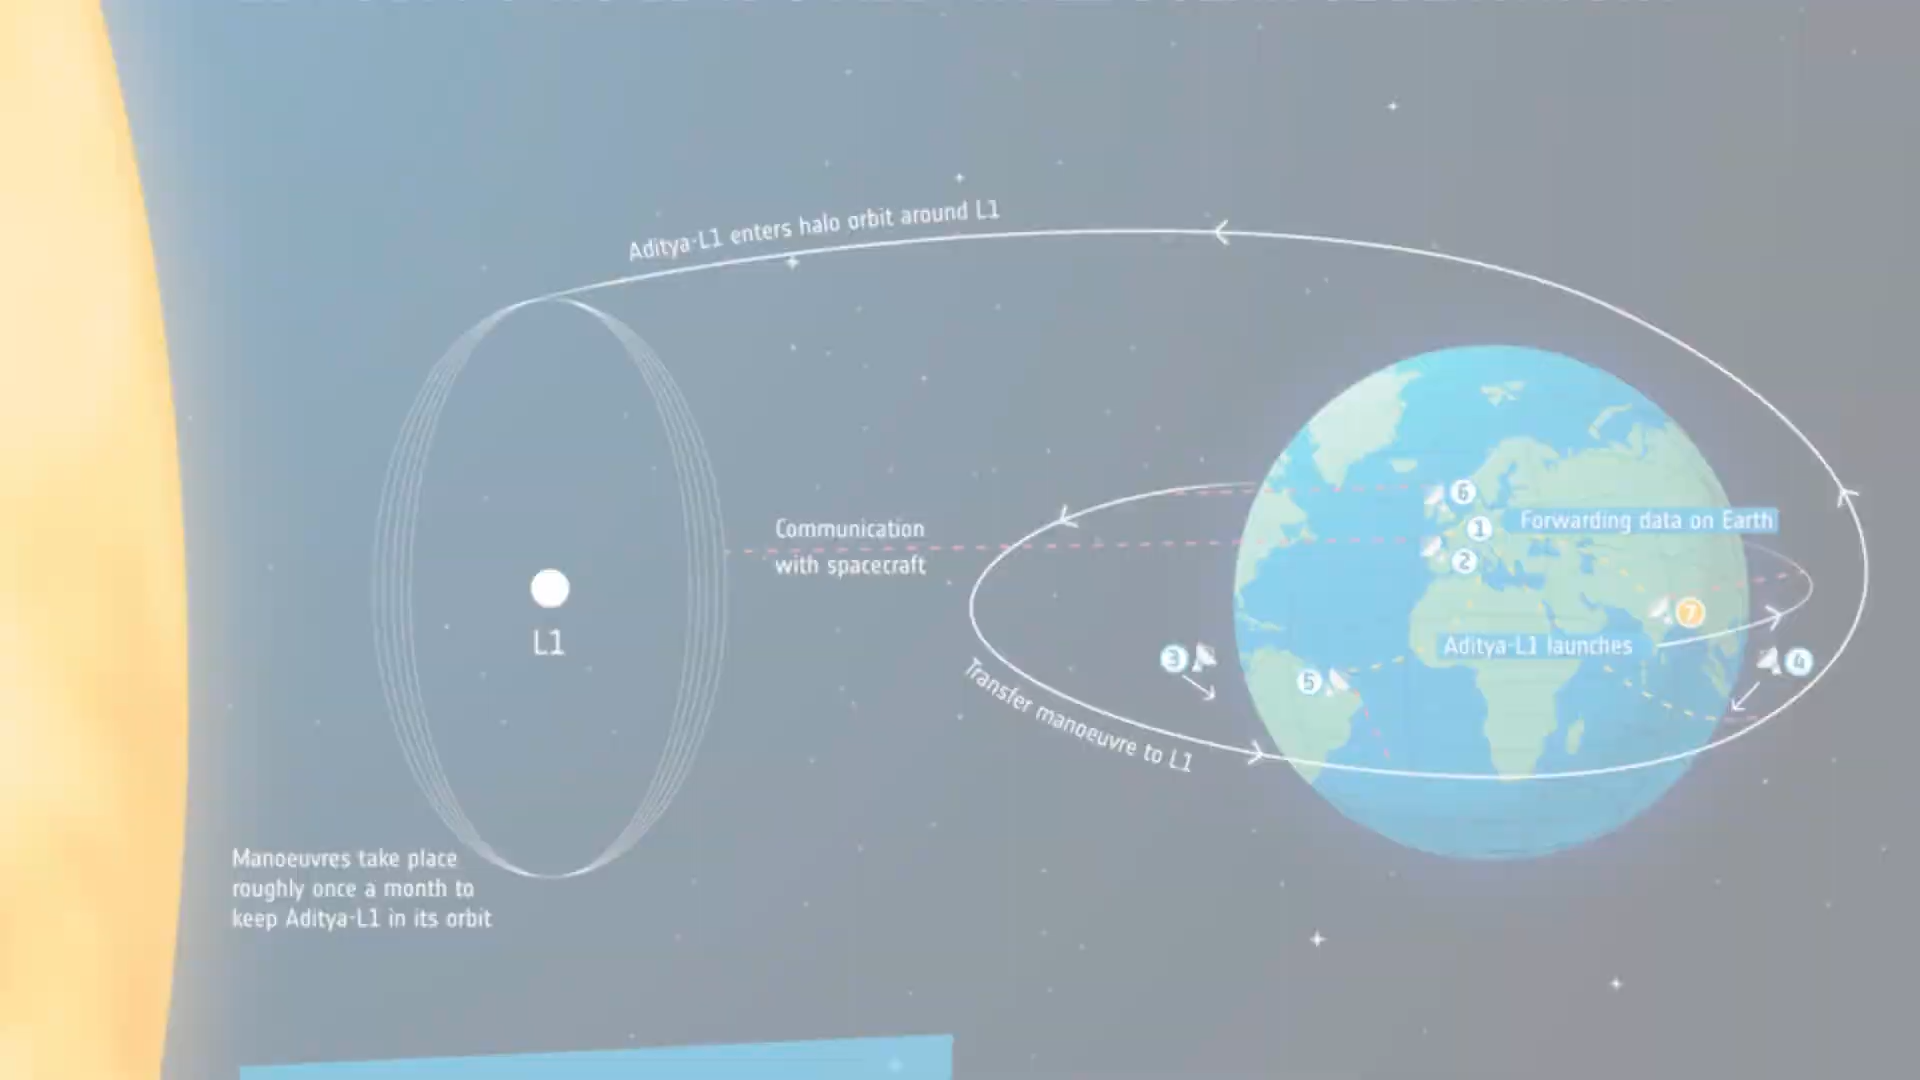 Aditya-L1 enters halo orbit around L1
6
Forwarding data on Earth
1
Communication
with spacecraft
2
7
L1
Aditya-L1 launches
3
4
5
Transfer manoeuvre to L1
Manoeuvres take place
roughly once a month to
keep Aditya-L1 in its orbit